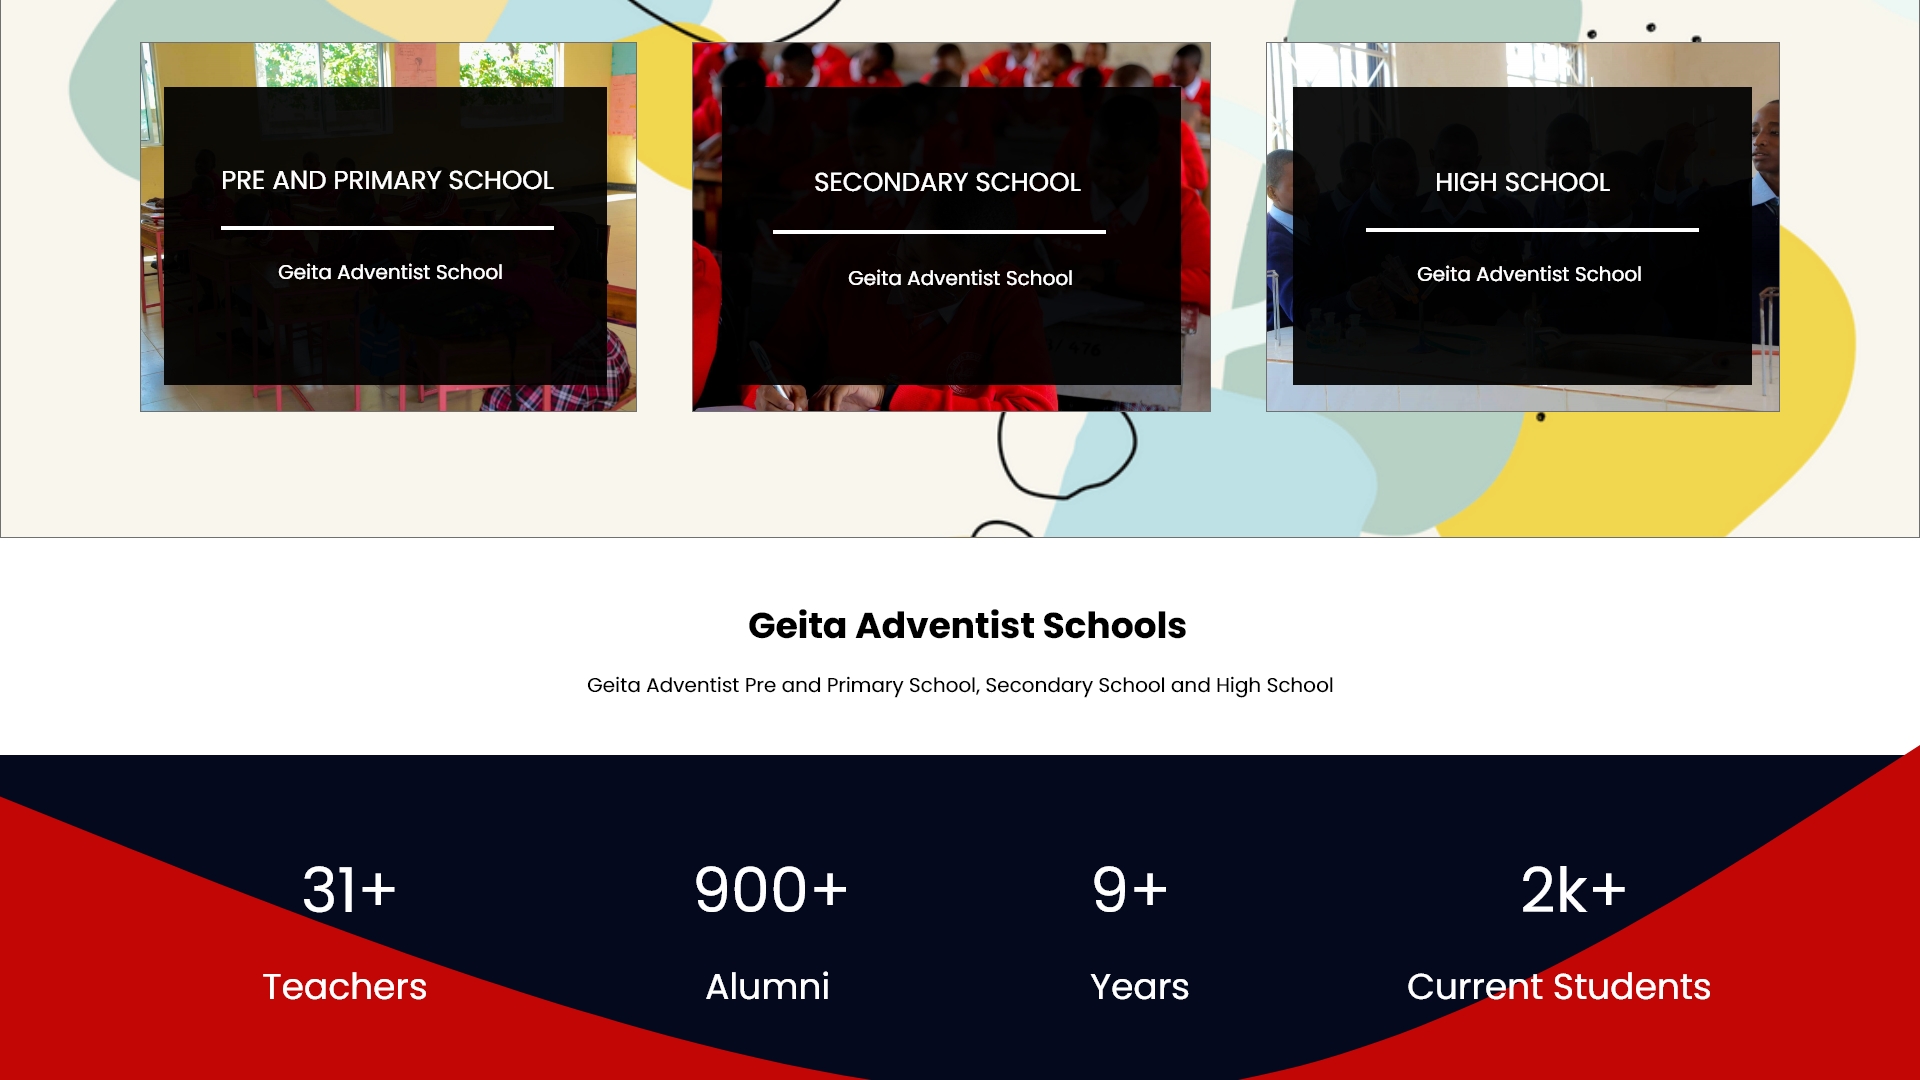 PRE AND PRIMARY SCHOOL
Geita Adventist School
SECONDARY SCHOOL
Geita Adventist School
HIGH SCHOOL
Geita Adventist School
Geita Adventist Schools
Geita Adventist Pre and Primary School, Secondary School and High School
31+
Teachers
900+
Alumni
9+
Years
2k+
Current Students